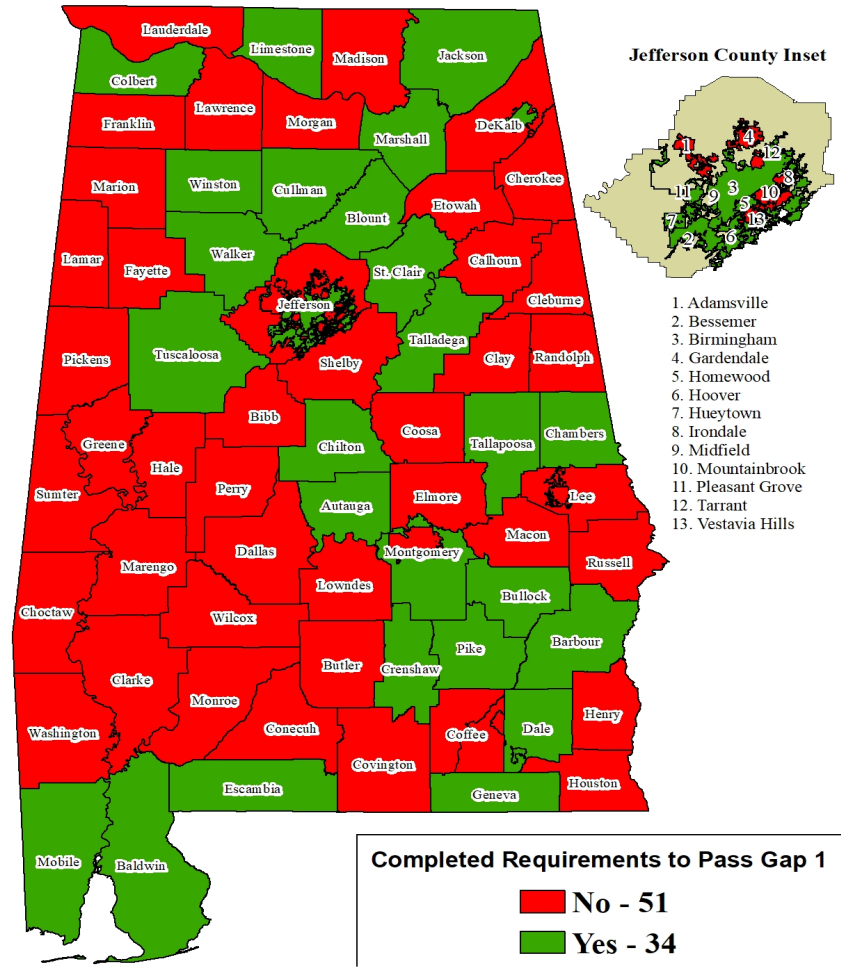 Lauderdale
Limestone
Madison
Jackson
Colbert
Lawrence
Franklin
Morgan
Marshall
DeKalb
Marion
Winston
Cullman
Cherokee
Etowah
Blount
Lamar
Fayette
Walker
St. Clair
Calhoun
Jefferson
Cleburne
Pickens
Tuscaloosa
Shelby
Talladega
Clay
Randolph
Bibb
Greene
Hale
Chilton
Coosa
Tallapoosa
Chambers
Sumter
Perry
Autauga
Elmore
Lee
Dallas
Montgomery
Macon
Marengo
Lowndes
Russell
Choctaw
Wilcox
Bullock
Clarke
Butler
Crenshaw
Pike
Barbour
Monroe
Washington
Conecuh
Covington
Coffee
Dale
Henry
Houston
Escambia
Geneva
Mobile
Baldwin
Jefferson County Inset
1
4
12
8
3
10
11
9
5
13
7
2
6
1. Adamsville
2. Bessemer
3. Birmingham
4. Gardendale
5. Homewood
6. Hoover
7. Hueytown
8. Irondale
9. Midfield
10. Mountainbrook
11. Pleasant Grove
12. Tarrant
13. Vestavia Hills
Completed Requirements to Pass Gap 1
No - 51
Yes - 34